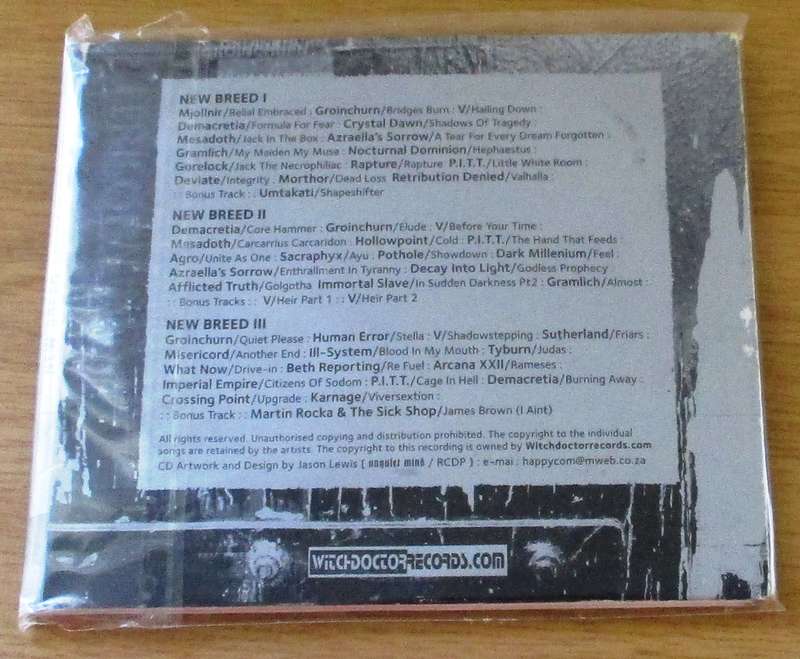 NEW BREED I
Mjollnir/Belial Embraced : Groinchurn/Bridges Burn : V/Hailing Down :
Demacretia/Formula For Fear : Crystal Dawn/Shadows Of Tragedy :
Mesadoth/Jack In The Box : Azraella's Sorrow/A Tear For Every Dream Forgotten :
Gramlich/My Maiden My Muse : Nocturnal Dominion/Hephaestus :
Gorelock/Jack The Necrophiliac : Rapture/Rapture P.I.T.T./Little White Room :
Deviate/Integrity : Morthor/Dead Loss Retribution Denied/Valhalla :
: : Bonus Track : : Umtakati/Shapeshifter
NEW BREED II
Demacretia/Core Hammer : Groinchurn/Elude : V/Before Your Time :
Mesadoth/Carcarrius Carcaridon : Hollowpoint/Cold : P.I.T.T./The Hand That Feeds :
Agro/Unite As One : Sacraphyx/Ayu : Pothole/Showdown : Dark Millenium/Feel :
Azraella's Sorrow/Enthrallment In Tyranny : Decay Into Light/Godless Prophecy
Afflicted Truth/Golgotha Immortal Slave/In Sudden Darkness Pt2 : Gramlich/Almost :
: : Bonus Tracks : : V/Heir Part 1 : : V/Heir Part 2
NEW BREED III
Groinchurn/Quiet Please : Human Error/Stella : V/Shadowstepping : Sutherland/Friars :
Misericord/Another End : Ill-System/Blood In My Mouth : Tyburn/Judas :
What Now/Drive-in : Beth Reporting/Re Fuel : Arcana XXII/Rameses :
Imperial Empire/Citizens Of Sodom : P.I.T.T./Cage In Hell : Demacretia/Burning Away :
Crossing Point/Upgrade : Karnage/Viversextion :
: : Bonus Track : : Martin Rocka & The Sick Shop/James Brown (I Aint)
All rights reserved. Unauthorised copying and distribution prohibited. The copyright to the individual
songs are retained by the artists. The copyright to this recording is owned by Witchdoctorrecords.com
CD Artwork and Design by Jason Lewis [ unquiet mind / RCDP ] : e-mai : happycom@mweb.co.za
WITCHDOCTORRECORDS.COM